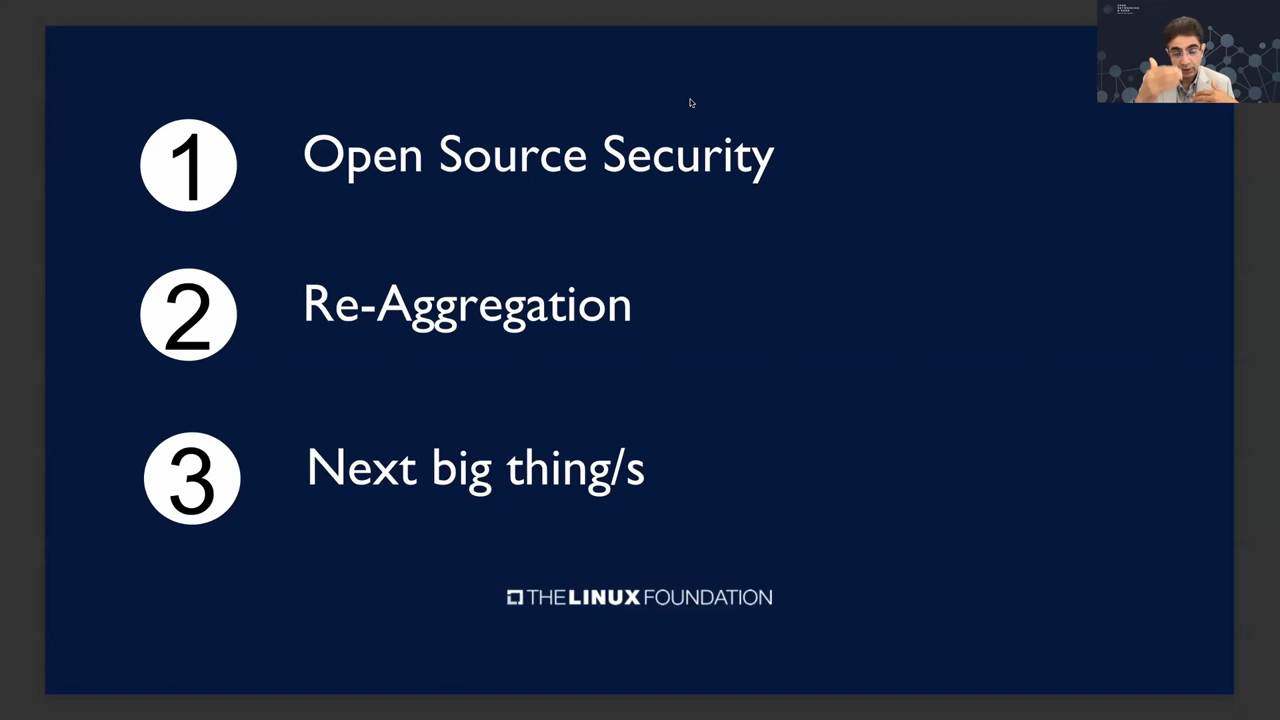 1 Open Source Security
2 Re-Aggregation
3 Next big thing/s
THE LINUX FOUNDATION